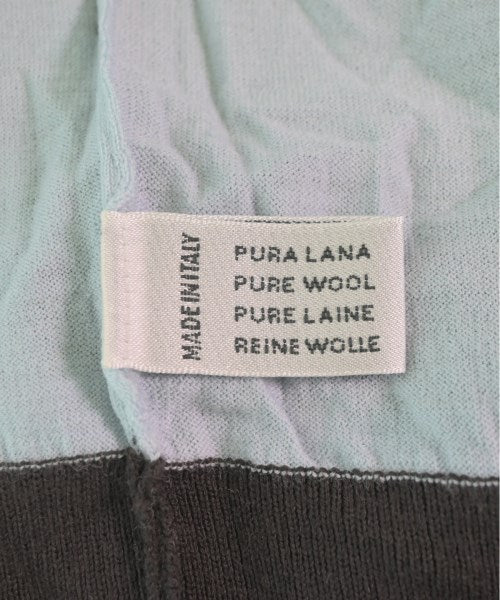 MADE IN ITALY
PURA LANA
PURE WOOL
PURE LAINE
REINE WOLLE